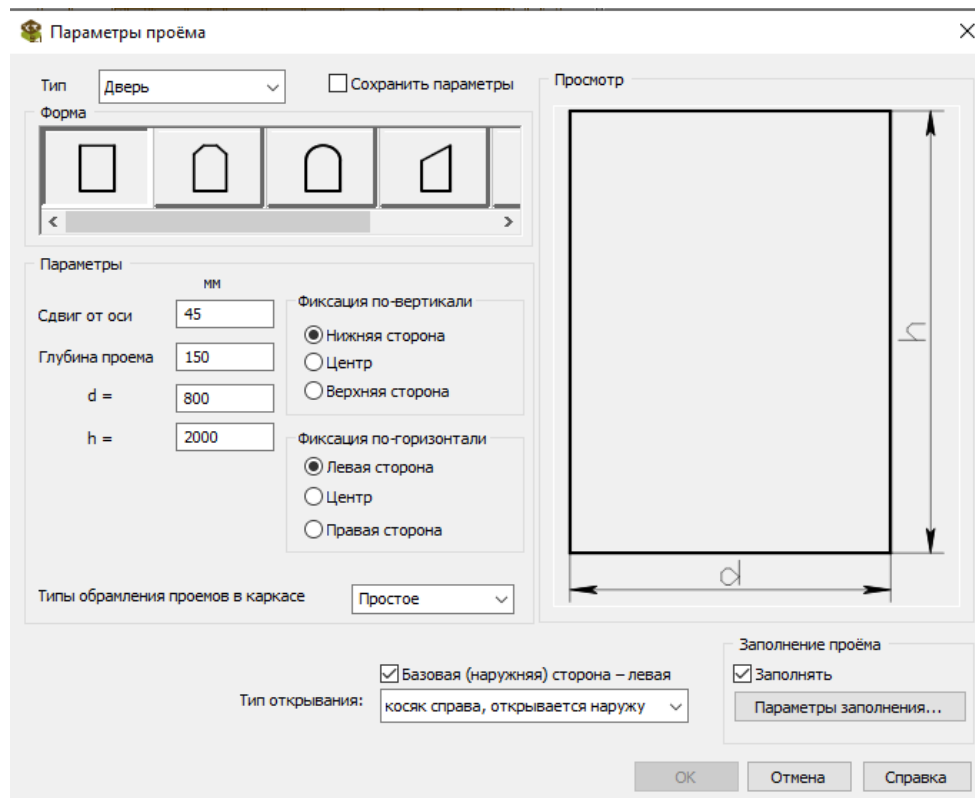 Параметры проёма
Тип
Дверь
Сохранить параметры
Форма
Параметры
мм
Сдвиг от оси
45
Глубина проема
150
d =
800
h =
2000
Фиксация по-вертикали
Нижняя сторона
Центр
Верхняя сторона
Фиксация по-горизонтали
Левая сторона
Центр
Правая сторона
Типы обрамления проемов в каркасе
Простое
Просмотр
h
d
Базовая (наружняя) сторона – левая
Тип открывания:
косяк справа, открывается наружу
Заполнение проёма
Заполнять
Параметры заполнения...
OK
Отмена
Справка